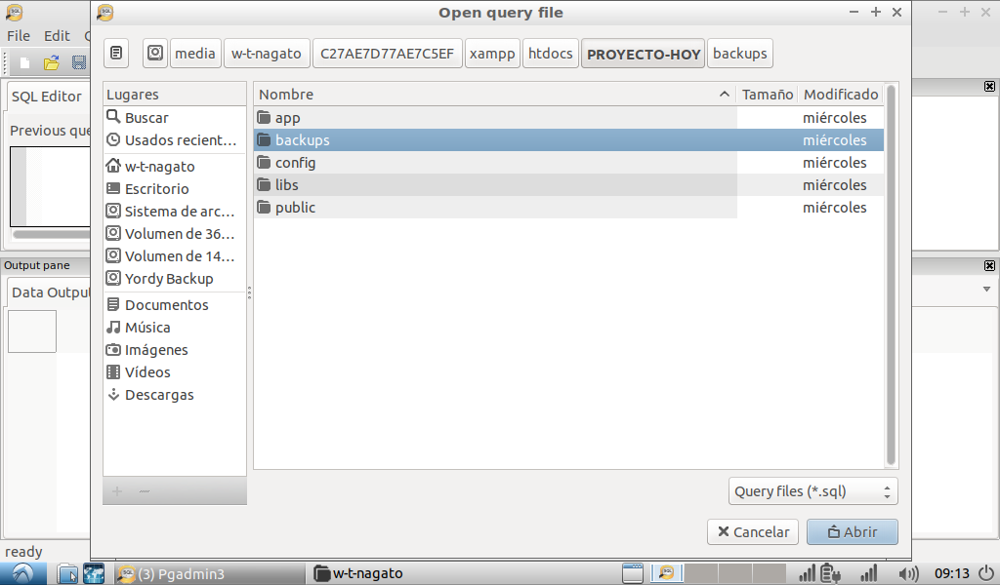 Open query file
File Edit
SQL Editor
Previous que
Output pane
Data Outpu
media w-t-nagato C27AE7D77AE7C5EF xampp htdocs PROYECTO-HOY backups
Lugares
Buscar
Usados recient...
w-t-nagato
Escritorio
Sistema de arc...
Volumen de 36...
Volumen de 14...
Yordy Backup
Documentos
Música
Imágenes
Vídeos
Descargas
Nombre Tamaño Modificado
app miércoles
backups miércoles
config miércoles
libs miércoles
public miércoles
Query files (*.sql)
Cancelar Abrir
ready
(3) Pgadmin3 w-t-nagato 09:13